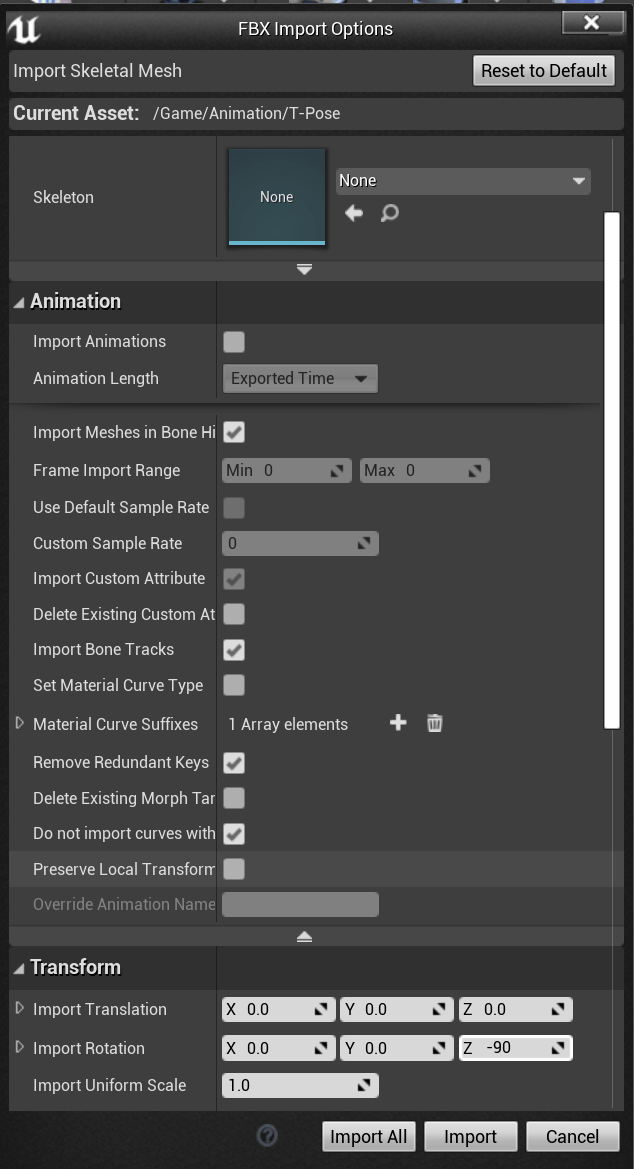 FBX Import Options
Import Skeletal Mesh
Reset to Default
Current Asset: /Game/Animation/T-Pose
Skeleton
None
None
Animation
Import Animations
Animation Length
Exported Time
Import Meshes in Bone Hi
Frame Import Range
Min 0
Max 0
Use Default Sample Rate
Custom Sample Rate
0
Import Custom Attribute
Delete Existing Custom At
Import Bone Tracks
Set Material Curve Type
Material Curve Suffixes
1 Array elements
Remove Redundant Keys
Delete Existing Morph Tar
Do not import curves with
Preserve Local Transform
Override Animation Name
Transform
Import Translation
X 0.0
Y 0.0
Z 0.0
Import Rotation
X 0.0
Y 0.0
Z -90
Import Uniform Scale
1.0
?
Import All
Import
Cancel